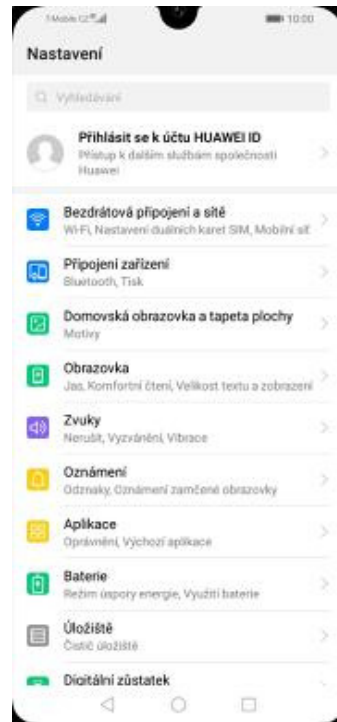 T-Mobile CZ 10:00
Nastavení
Vyhledávání
Přihlásit se k účtu HUAWEI ID
Přístup k dalším službám společnosti
Huawei
Bezdrátová připojení a sítě
Wi-Fi, Nastavení duálních karet SIM, Mobilní síť
Připojení zařízení
Bluetooth, Tisk
Domovská obrazovka a tapeta plochy
Motivy
Obrazovka
Jas, Komfortní čtení, Velikost textu a zobrazení
Zvuky
Nerušit, Vyzvánění, Vibrace
Oznámení
Odznaky, Oznámení zamčené obrazovky
Aplikace
Oprávnění, Výchozí aplikace
Baterie
Režim úspory energie, Využití baterie
Úložiště
Čistič úložiště
Digitální zůstatek